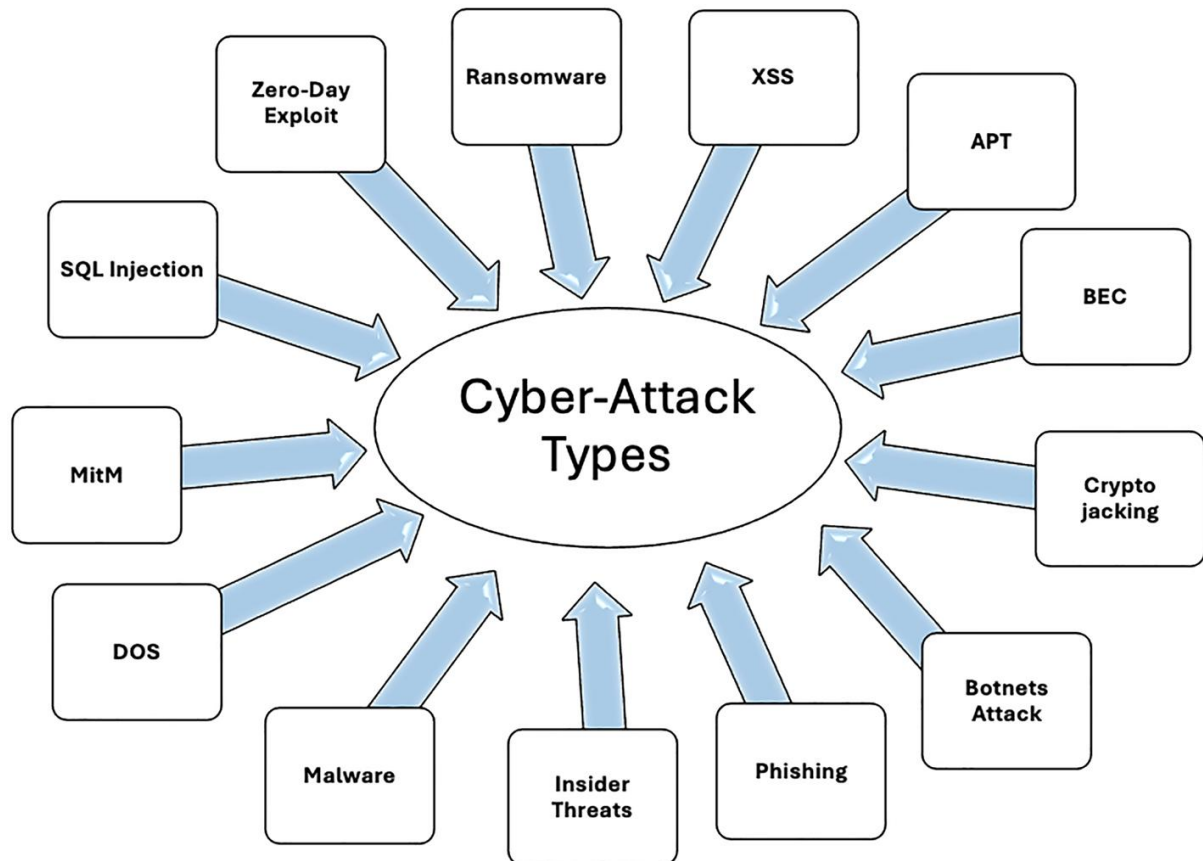 Ransomware
XSS
Zero-Day
Exploit
APT
SQL Injection
BEC
Cyber-Attack
Types
MitM
Crypto
jacking
DOS
Botnets
Attack
Malware
Insider
Threats
Phishing